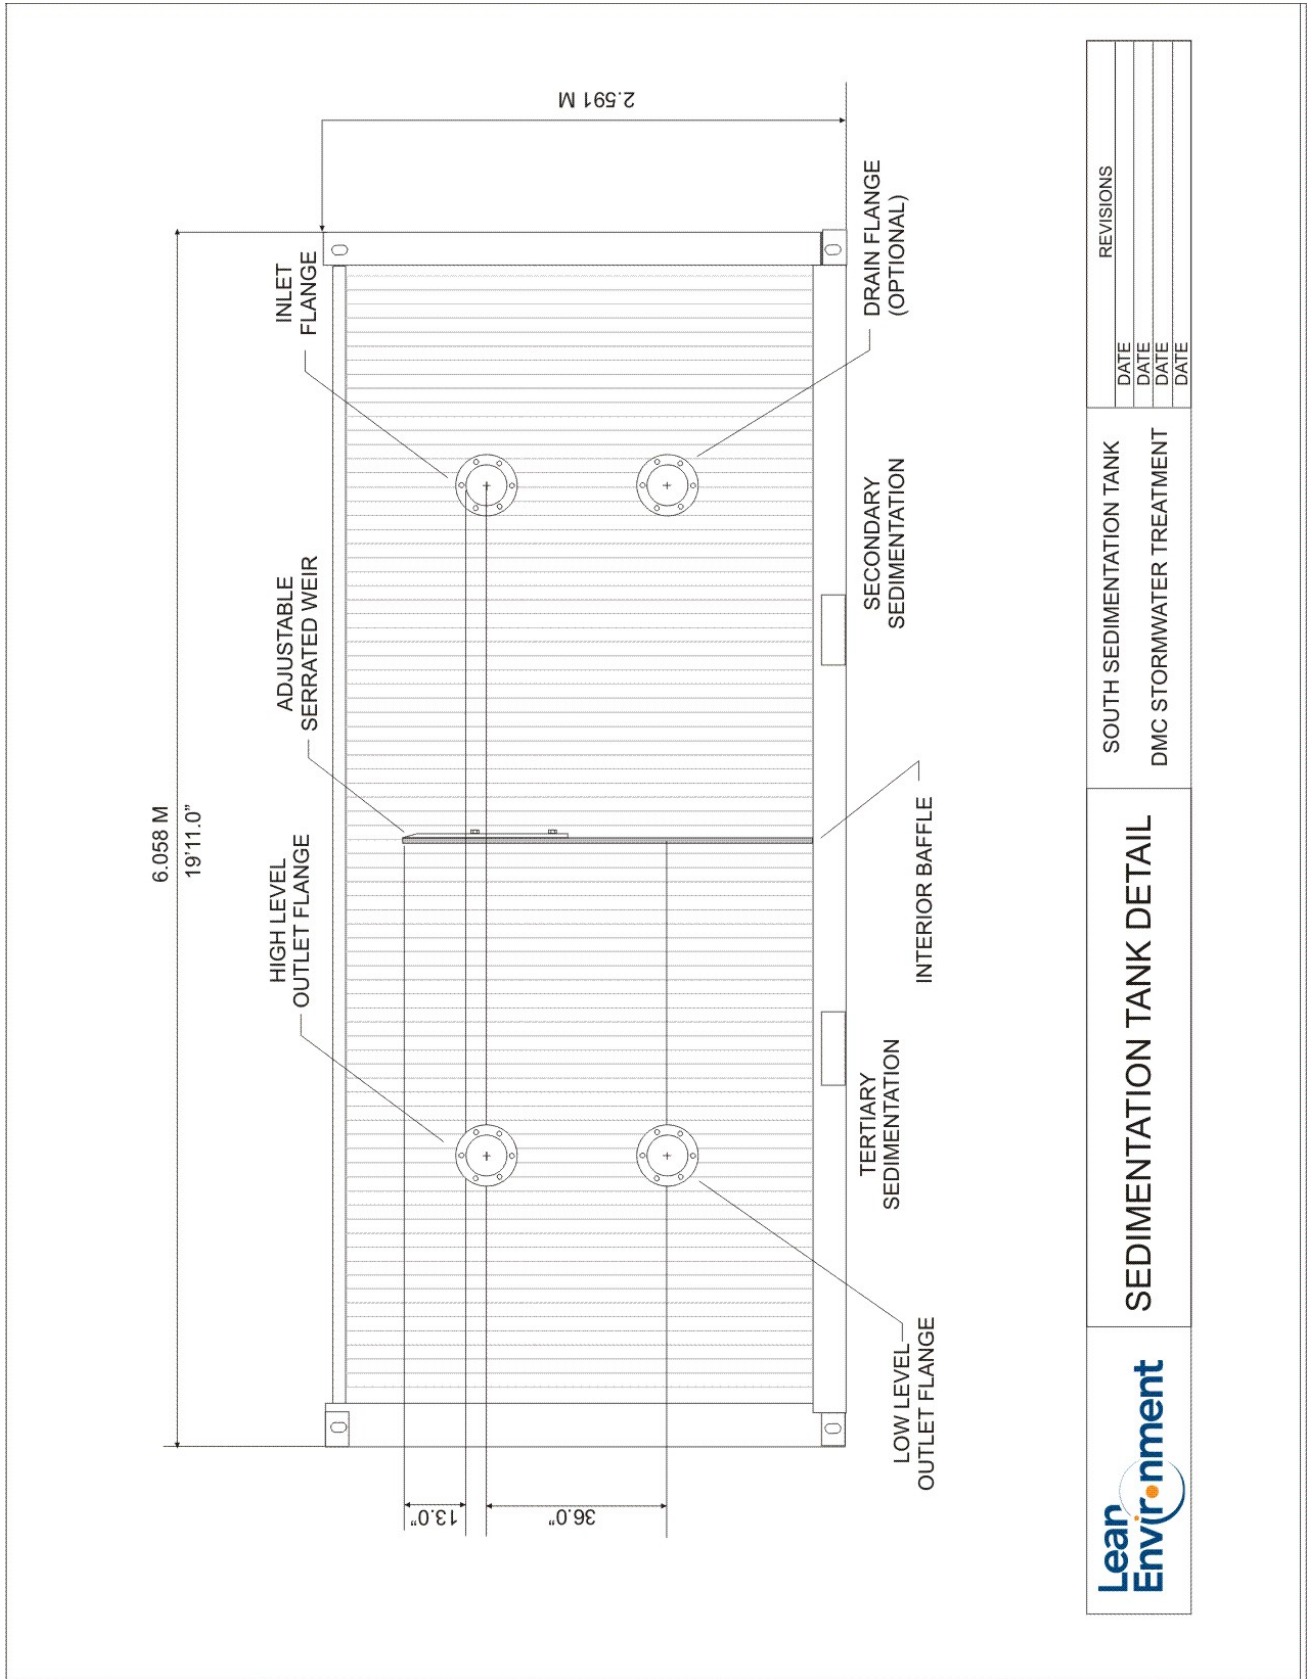 6.058 M
19'11.0"
HIGH LEVEL
OUTLET FLANGE
ADJUSTABLE
SERRATED WEIR
INLET
FLANGE
2.591 M
13.0"
36.0"
LOW LEVEL
OUTLET FLANGE
TERTIARY
SEDIMENTATION
INTERIOR BAFFLE
SECONDARY
SEDIMENTATION
DRAIN FLANGE
(OPTIONAL)
Lean
Environment
SEDIMENTATION TANK DETAIL
SOUTH SEDIMENTATION TANK
DMC STORMWATER TREATMENT
REVISIONS
DATE
DATE
DATE
DATE